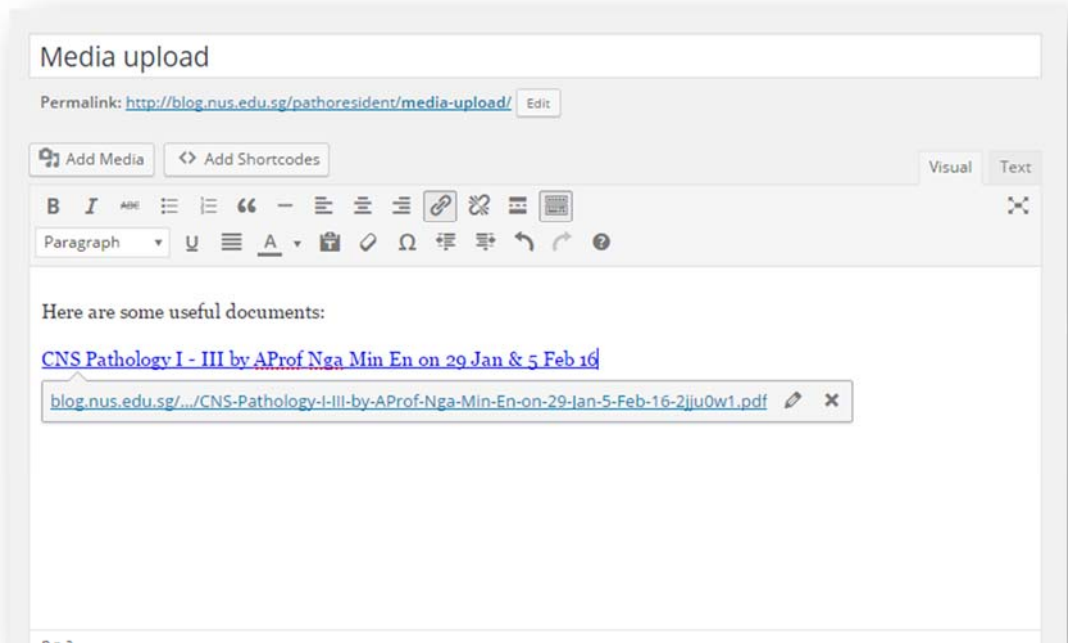 Media upload
Permalink: http://blog.nus.edu.sg/pathoresident/media-upload/ Edit
Add Media Add Shortcodes
Visual Text
B I ABC
Paragraph U A Ω
Here are some useful documents:
CNS Pathology I - III by AProf Nga Min En on 29 Jan & 5 Feb 16
blog.nus.edu.sg/.../CNS-Pathology-I-III-by-AProf-Nga-Min-En-on-29-Jan-5-Feb-16-2jju0w1.pdf